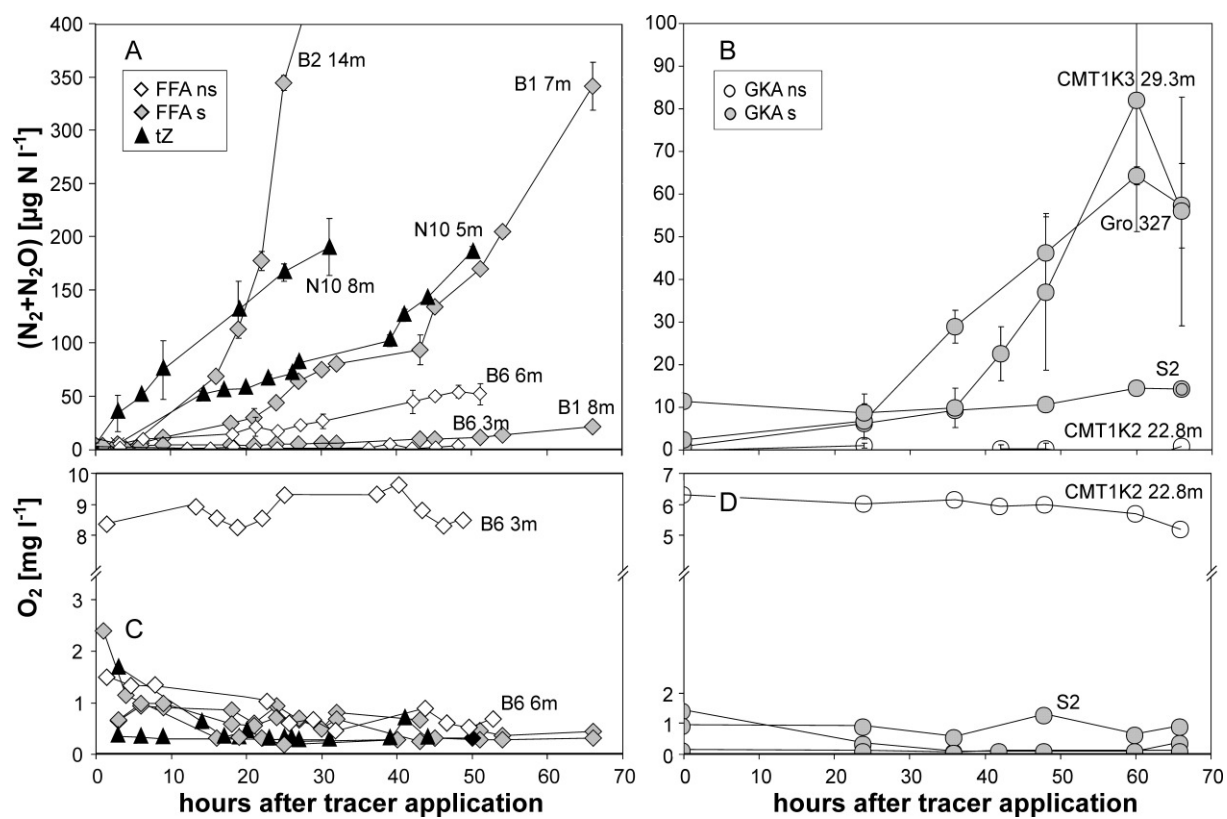 (N₂+N₂O) [µg N l⁻¹]
400
350
300
250
200
150
100
50
0
A
FFA ns
FFA s
tZ
B2 14m
B1 7m
N10 5m
N10 8m
B6 6m
B6 3m
B1 8m
100
90
80
70
60
50
40
30
20
10
0
B
GKA ns
GKA s
CMT1K3 29.3m
Gro 327
S2
CMT1K2 22.8m
O₂ [mg l⁻¹]
10
9
8
3
2
1
0
C
B6 3m
B6 6m
0 10 20 30 40 50 60 70
hours after tracer application
7
6
5
2
1
0
D
CMT1K2 22.8m
S2
0 10 20 30 40 50 60 70
hours after tracer application